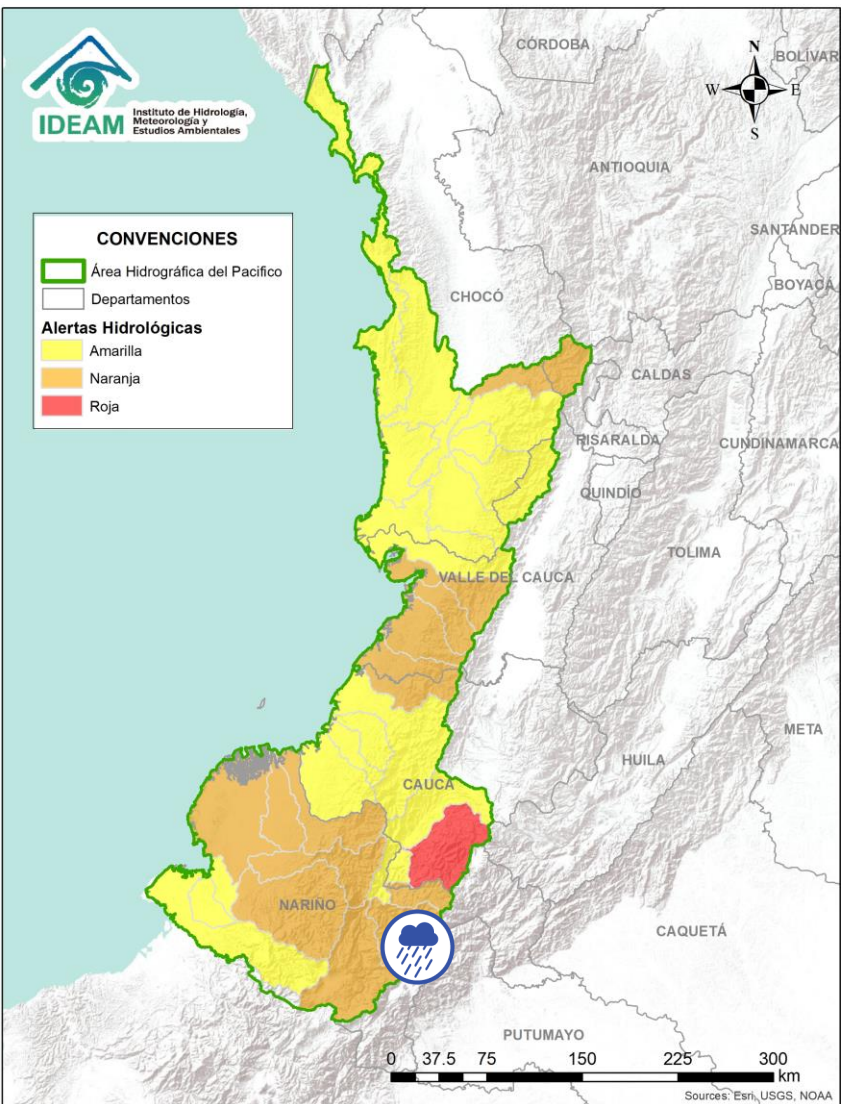 IDEAM
Instituto de Hidrología,
Meteorología y
Estudios Ambientales
CÓRDOBA
BOLÍVAR
N
W
E
S
ANTIOQUIA
SANTANDER
BOYACÁ
CONVENCIONES
Área Hidrográfica del Pacifico
Departamentos
Alertas Hidrológicas
Amarilla
Naranja
Roja
CHOCÓ
CALDAS
RISARALDA
CUNDINAMARCA
QUINDÍO
TOLIMA
VALLE DEL CAUCA
META
HUILA
CAUCA
NARIÑO
CAQUETÁ
PUTUMAYO
0 37.5 75 150 225 300
km
Sources: Esri, USGS, NOAA